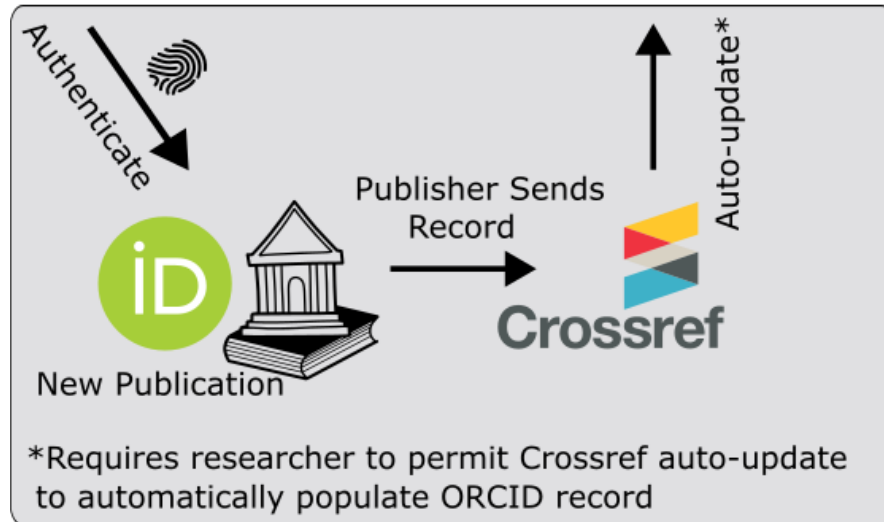 Authenticate
Auto-update*
Publisher Sends
Record
iD
Crossref
New Publication
*Requires researcher to permit Crossref auto-update
to automatically populate ORCID record